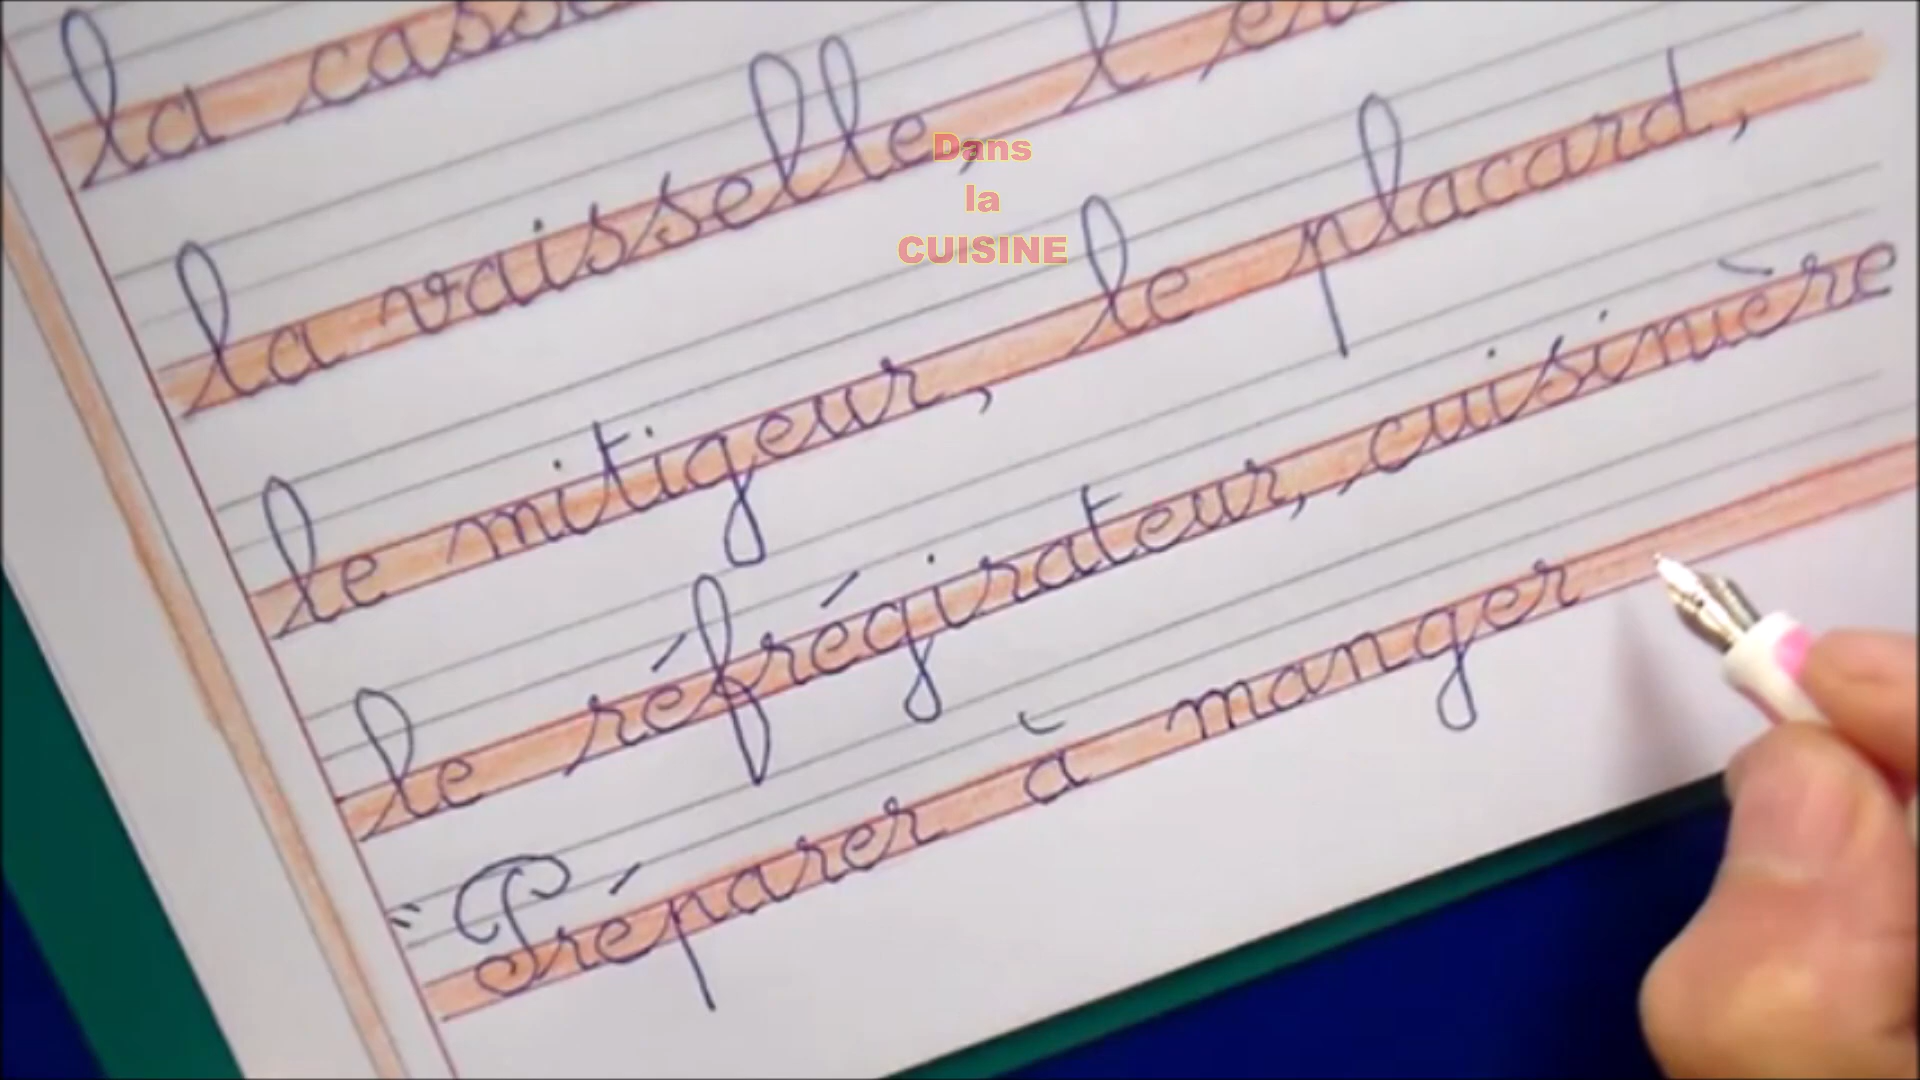 la
la vaisselle,
le mitigeur, le placard,
le réfrégirateur, cuisinière
" Préparer à manger
Dans
la
CUISINE